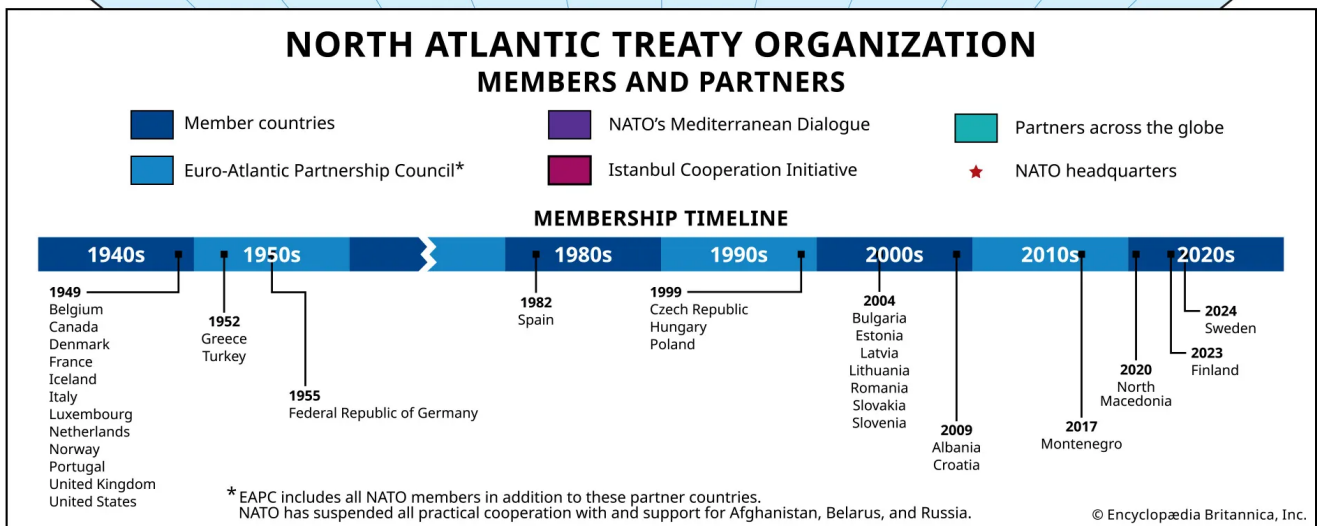 NORTH ATLANTIC TREATY ORGANIZATION
MEMBERS AND PARTNERS
Member countries
NATO's Mediterranean Dialogue
Partners across the globe
Euro-Atlantic Partnership Council*
Istanbul Cooperation Initiative
NATO headquarters
MEMBERSHIP TIMELINE
1940s
1950s
1980s
1990s
2000s
2010s
2020s
1949
Belgium
Canada
Denmark
France
Iceland
Italy
Luxembourg
Netherlands
Norway
Portugal
United Kingdom
United States
1952
Greece
Turkey
1955
Federal Republic of Germany
1982
Spain
1999
Czech Republic
Hungary
Poland
2004
Bulgaria
Estonia
Latvia
Lithuania
Romania
Slovakia
Slovenia
2009
Albania
Croatia
2017
Montenegro
2020
North
Macedonia
2023
Finland
2024
Sweden
* EAPC includes all NATO members in addition to these partner countries.
NATO has suspended all practical cooperation with and support for Afghanistan, Belarus, and Russia.
© Encyclopædia Britannica, Inc.